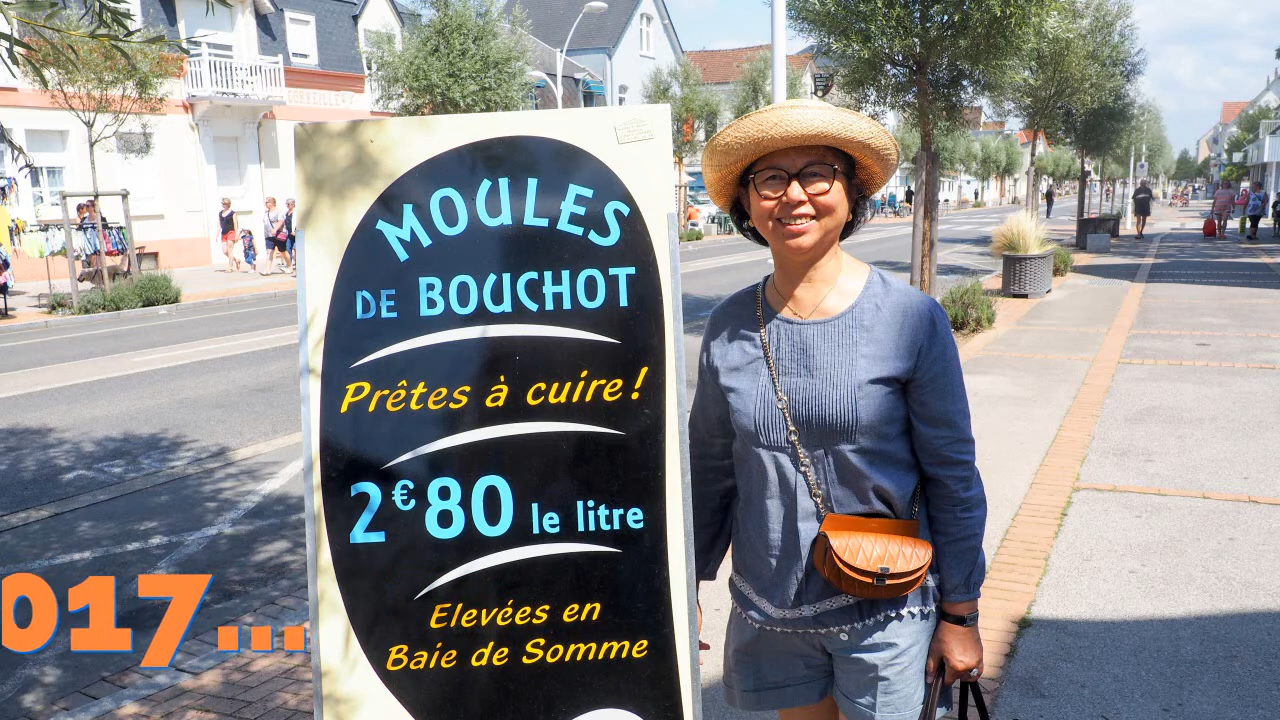 MOULES
DE BOUCHOT
Prêtes à cuire!
2€80 le litre
Elevées en
Baie de Somme
017...